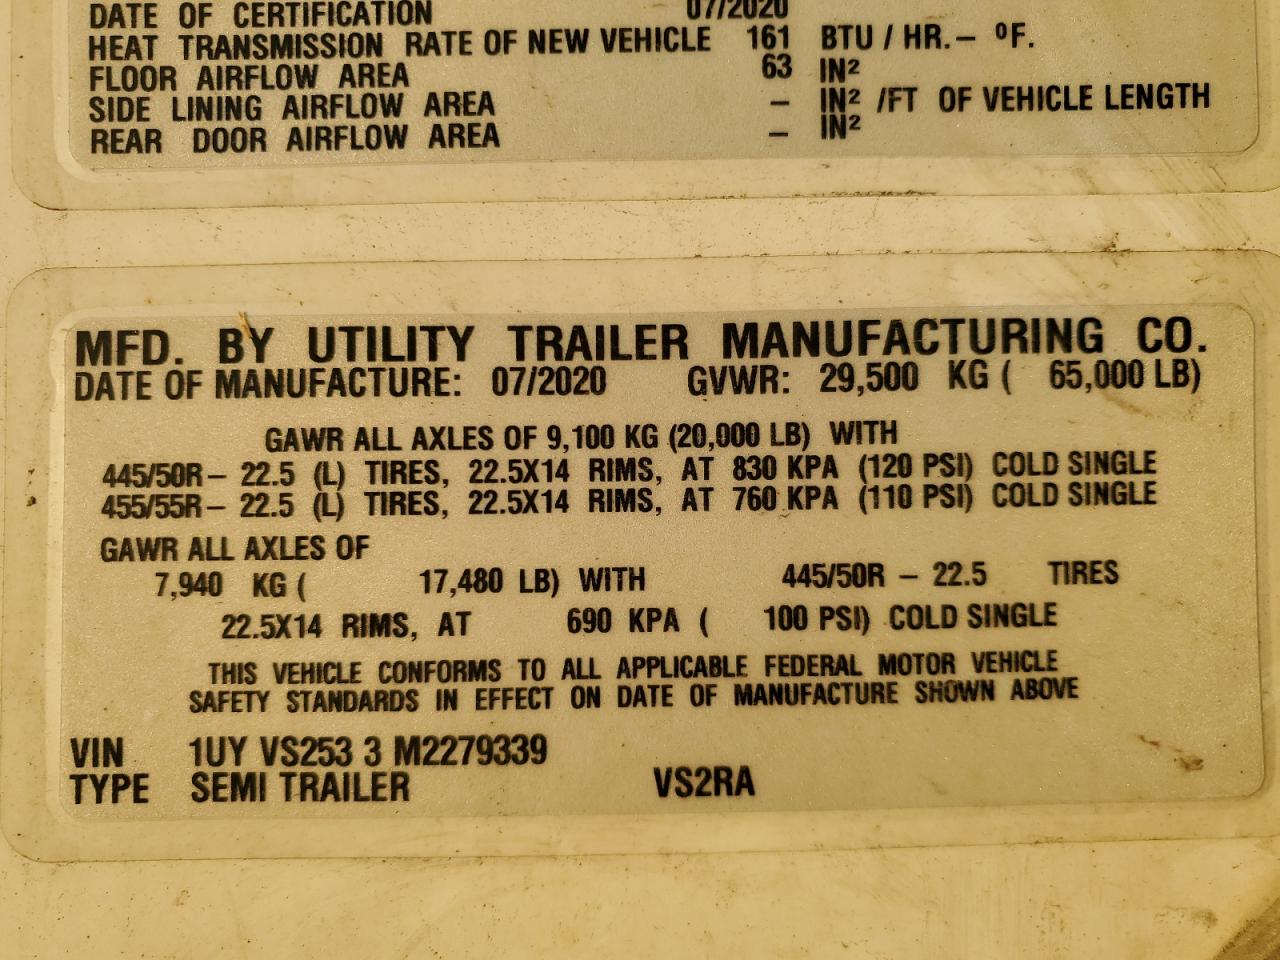 DATE OF CERTIFICATION 07/2020
HEAT TRANSMISSION RATE OF NEW VEHICLE 161 BTU / HR.– ºF.
FLOOR AIRFLOW AREA 63 IN²
SIDE LINING AIRFLOW AREA – IN² /FT OF VEHICLE LENGTH
REAR DOOR AIRFLOW AREA – IN²
MFD. BY UTILITY TRAILER MANUFACTURING CO.
DATE OF MANUFACTURE: 07/2020 GVWR: 29,500 KG ( 65,000 LB)
GAWR ALL AXLES OF 9,100 KG (20,000 LB) WITH
445/50R – 22.5 (L) TIRES, 22.5X14 RIMS, AT 830 KPA (120 PSI) COLD SINGLE
455/55R – 22.5 (L) TIRES, 22.5X14 RIMS, AT 760 KPA (110 PSI) COLD SINGLE
GAWR ALL AXLES OF
7,940 KG ( 17,480 LB) WITH 445/50R – 22.5 TIRES
22.5X14 RIMS, AT 690 KPA ( 100 PSI) COLD SINGLE
THIS VEHICLE CONFORMS TO ALL APPLICABLE FEDERAL MOTOR VEHICLE
SAFETY STANDARDS IN EFFECT ON DATE OF MANUFACTURE SHOWN ABOVE
VIN 1UY VS253 3 M2279339
TYPE SEMI TRAILER VS2RA